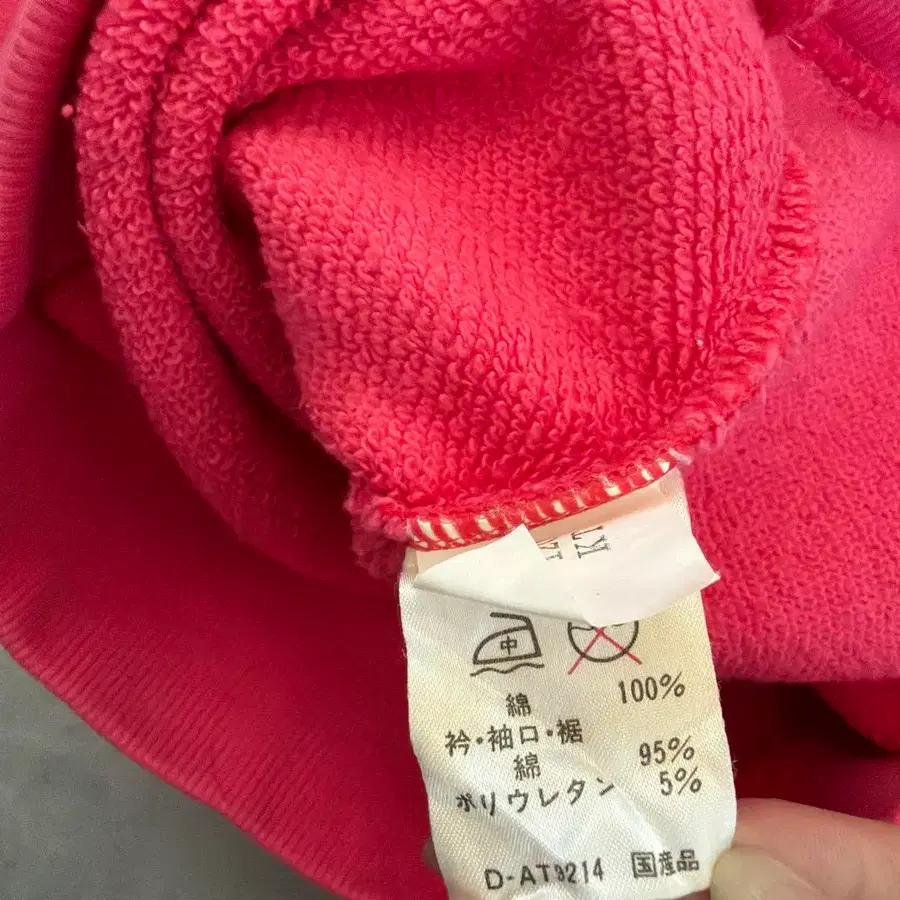 中
綿 100%
衿・袖口・裾
綿 95%
ポリウレタン 5%
D-AT9214 国産品